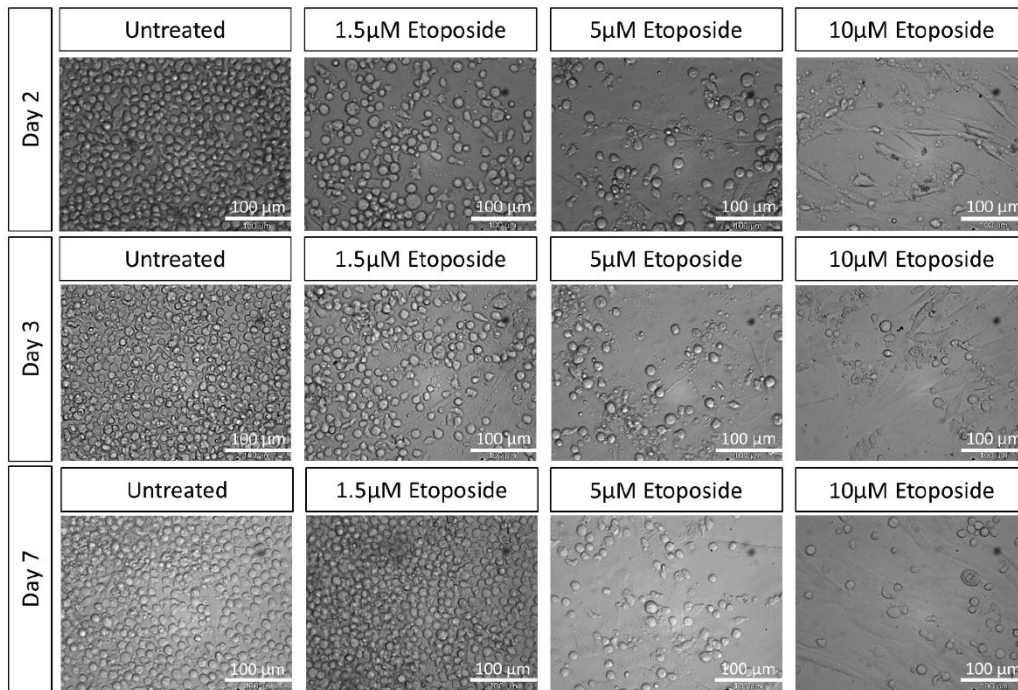 Untreated
1.5µM Etoposide
5µM Etoposide
10µM Etoposide
Day 2
100 µm
100 µm
100 µm
100 µm
Untreated
1.5µM Etoposide
5µM Etoposide
10µM Etoposide
Day 3
100 µm
100 µm
100 µm
100 µm
Untreated
1.5µM Etoposide
5µM Etoposide
10µM Etoposide
Day 7
100 µm
100 µm
100 µm
100 µm